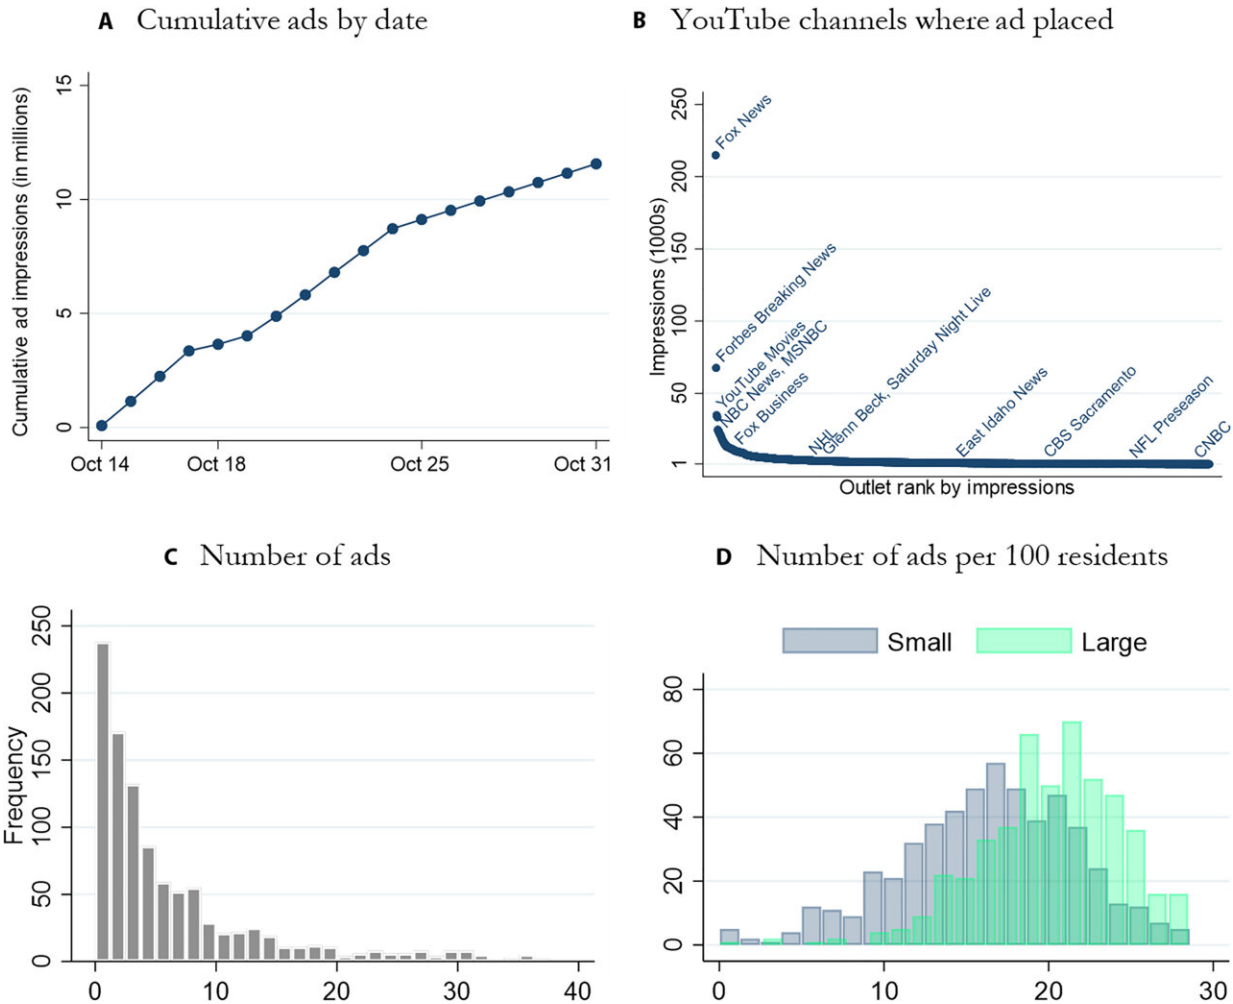 A Cumulative ads by date
Cumulative ad impressions (in millions)
15
10
5
0
Oct 14
Oct 18
Oct 25
Oct 31
B YouTube channels where ad placed
Impressions (1000s)
250
200
150
100
50
1
Fox News
Forbes Breaking News
YouTube Movies
NBC News, MSNBC
Fox Business
NHL
Glenn Beck, Saturday Night Live
East Idaho News
CBS Sacramento
NFL Preseason
CNBC
Outlet rank by impressions
C Number of ads
Frequency
250
200
150
100
50
0
0
10
20
30
40
D Number of ads per 100 residents
Small
Large
80
60
40
20
0
0
10
20
30